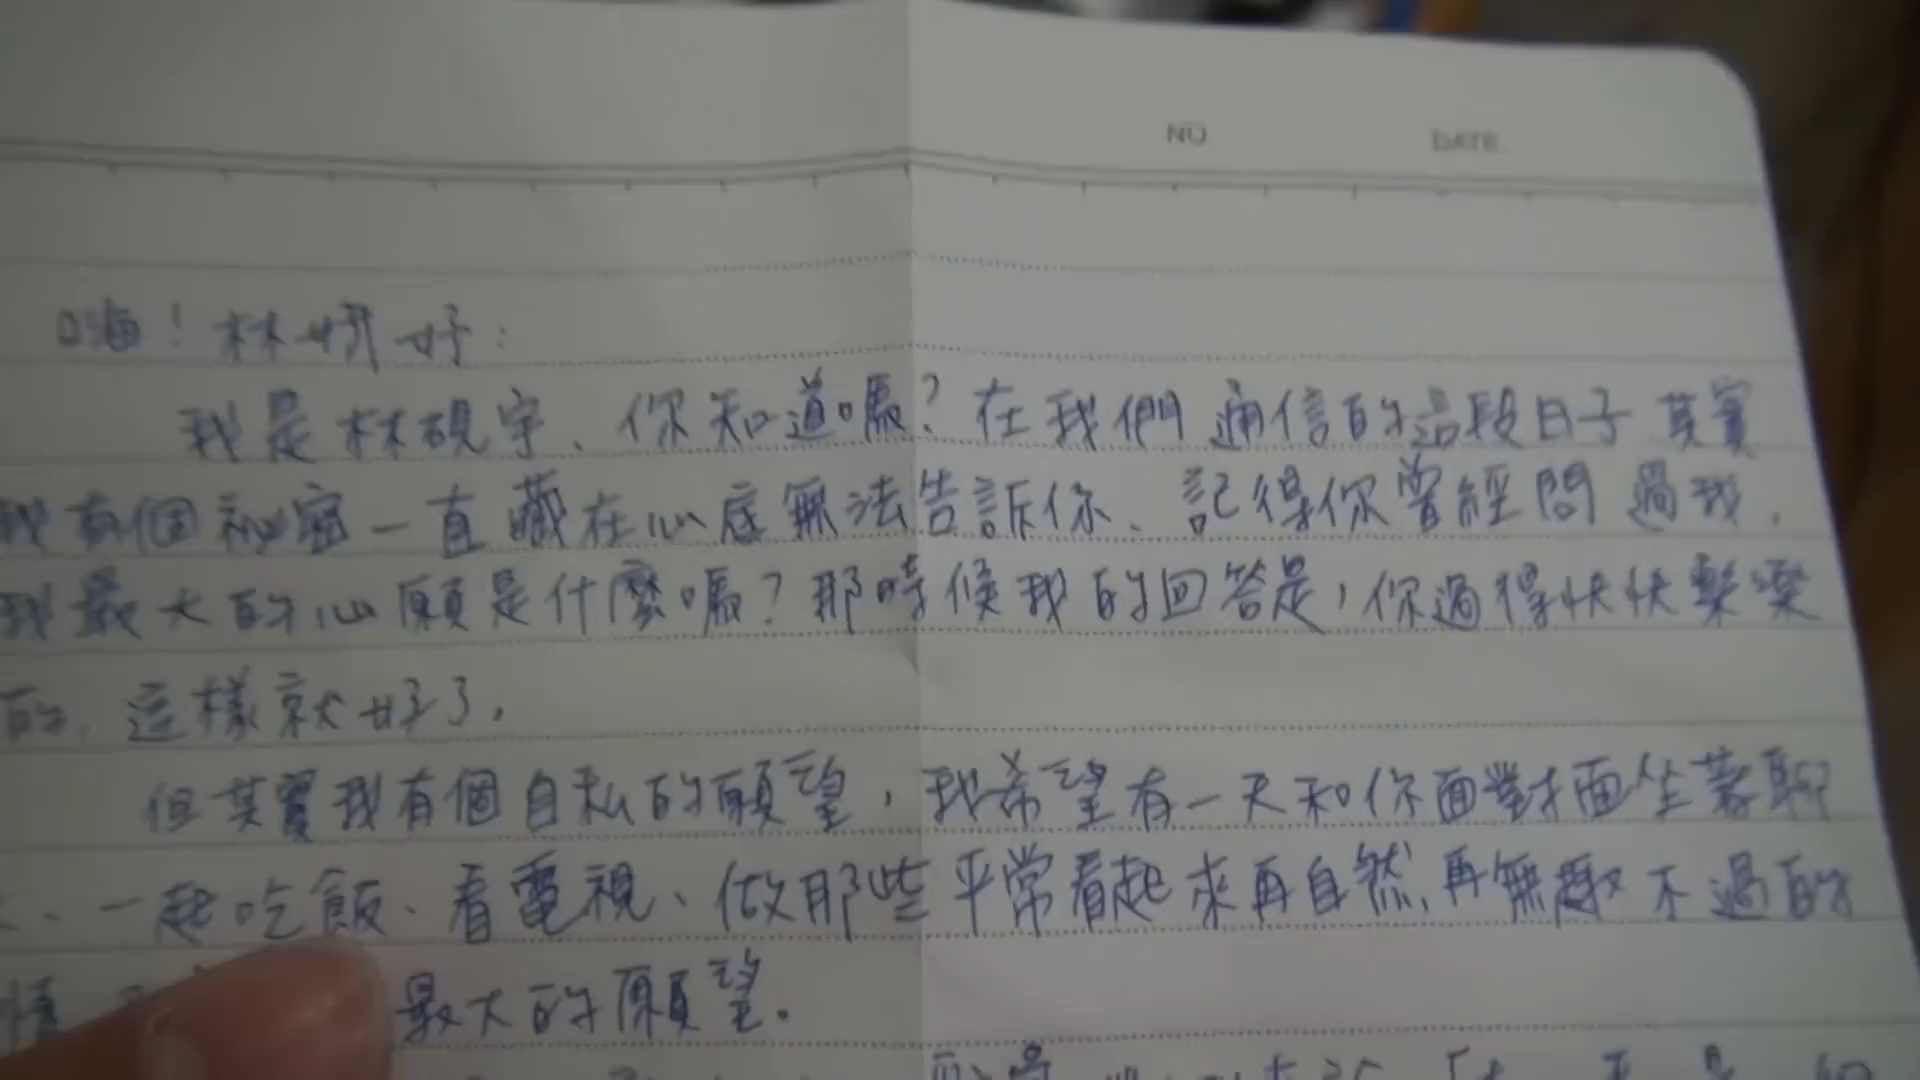 NO DATE
嗨！林妍妤：
我是林硯宇、你知道嗎？在我們通信的這段日子 其實
我有個祕密一直藏在心底無法告訴你、記得你曾經問過我，
我最大的心願是什麼嗎？那時候我的回答是，你過得快快樂樂
的，這樣就好了，
但其實我有個自私的願望，我希望有一天和你面對面坐著聊
、一起吃飯、看電視、做那些平常看起來再自然，再無趣不過的
情 最大的願望。